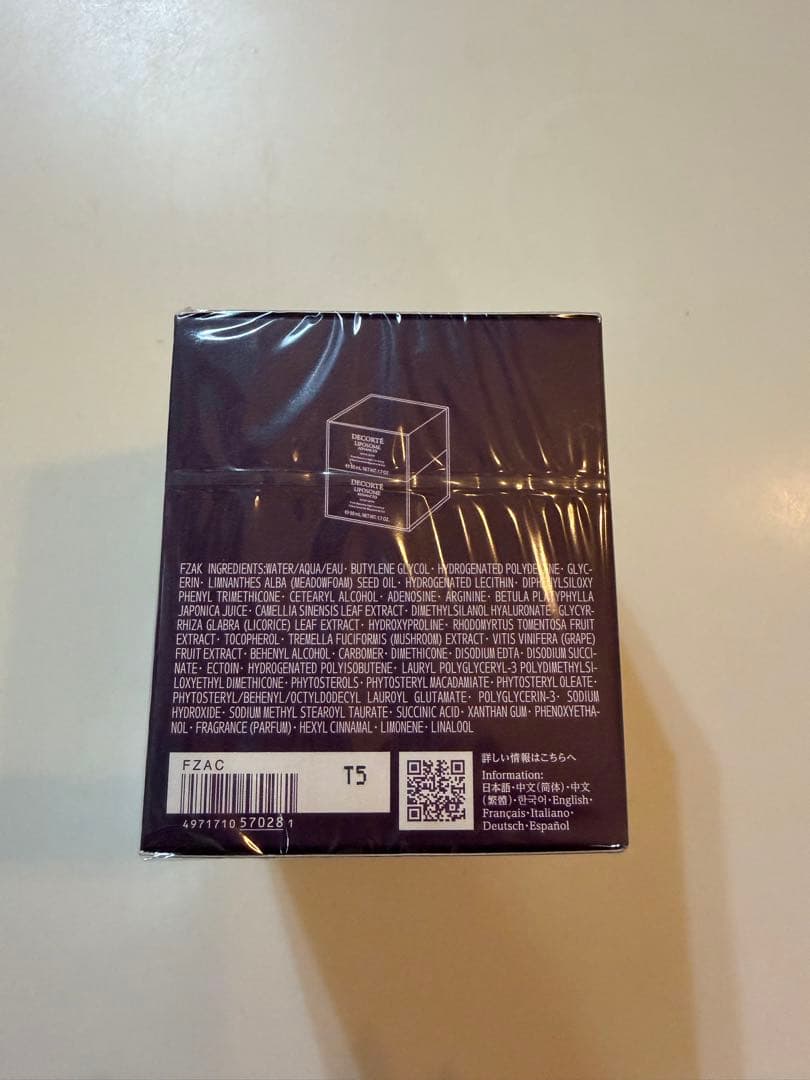 DECORTÉ
LIPOSOME
ADVANCED
DECORTÉ
LIPOSOME
ADVANCED
FZAK INGREDIENTS:WATER/AQUA/EAU· BUTYLENE GLYCOL· HYDROGENATED POLYDECENE· GLYC-
ERIN· LIMNANTHES ALBA (MEADOWFOAM) SEED OIL· HYDROGENATED LECITHIN· DIPHENYLSILOXY
PHENYL TRIMETHICONE· CETEARYL ALCOHOL· ADENOSINE· ARGININE· BETULA PLATYPHYLLA
JAPONICA JUICE· CAMELLIA SINENSIS LEAF EXTRACT· DIMETHYLSILANOL HYALURONATE· GLYCYR-
RHIZA GLABRA (LICORICE) LEAF EXTRACT· HYDROXYPROLINE· RHODOMYRTUS TOMENTOSA FRUIT
EXTRACT· TOCOPHEROL· TREMELLA FUCIFORMIS (MUSHROOM) EXTRACT· VITIS VINIFERA (GRAPE)
FRUIT EXTRACT· BEHENYL ALCOHOL· CARBOMER· DIMETHICONE· DISODIUM EDTA· DISODIUM SUCCI-
NATE· ECTOIN· HYDROGENATED POLYISOBUTENE· LAURYL POLYGLYCERYL-3 POLYDIMETHYLSI-
LOXYETHYL DIMETHICONE· PHYTOSTEROLS· PHYTOSTERYL MACADAMIATE· PHYTOSTERYL OLEATE·
PHYTOSTERYL/BEHENYL/OCTYLDODECYL LAUROYL GLUTAMATE· POLYGLYCERIN-3· SODIUM
HYDROXIDE· SODIUM METHYL STEAROYL TAURATE· SUCCINIC ACID· XANTHAN GUM· PHENOXYETHA-
NOL· FRAGRANCE (PARFUM)· HEXYL CINNAMAL· LIMONENE· LINALOOL
FZAC
T5
4971710 570281
詳しい情報はこちらへ
Information:
日本語·中文(简体)·中文
(繁體)·한국어·English·
Français·Italiano·
Deutsch·Español